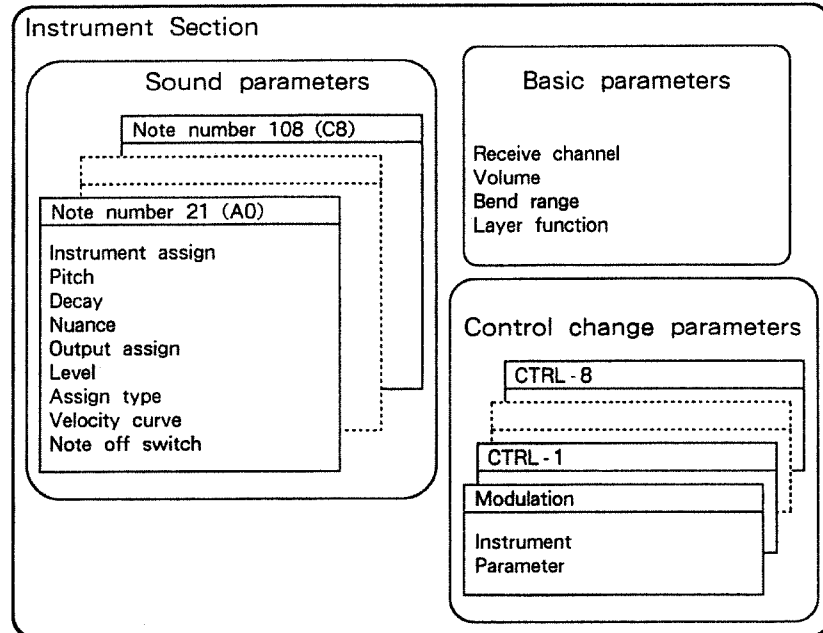 Instrument Section
Sound parameters
Note number 108 (C8)
Note number 21 (A0)
Instrument assign
Pitch
Decay
Nuance
Output assign
Level
Assign type
Velocity curve
Note off switch
Basic parameters
Receive channel
Volume
Bend range
Layer function
Control change parameters
CTRL-8
CTRL-1
Modulation
Instrument
Parameter